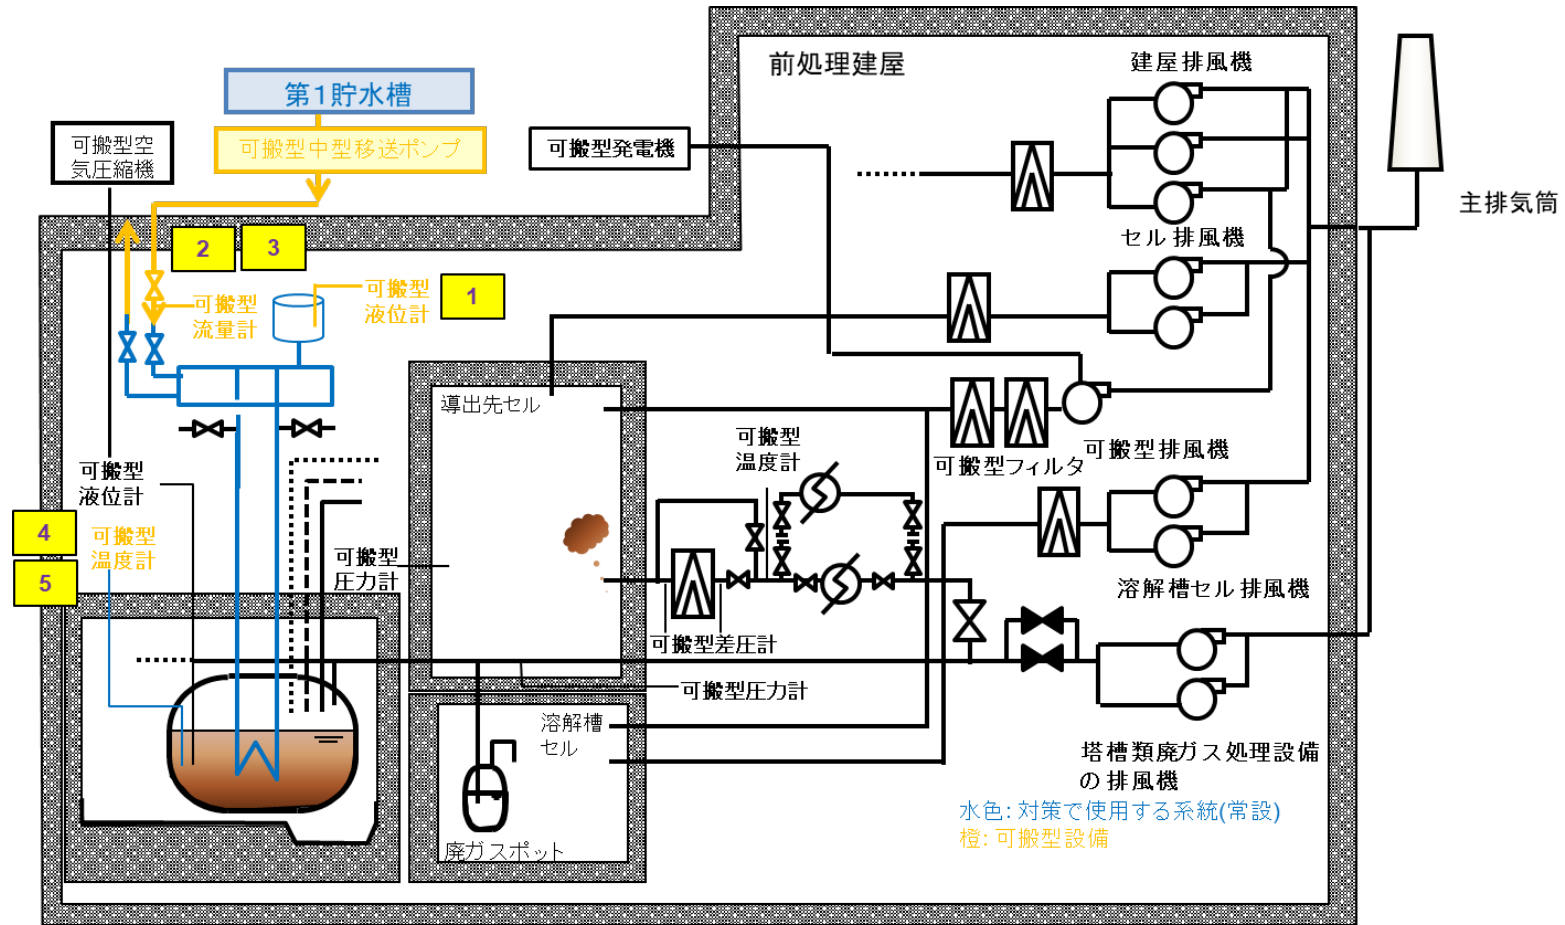 前処理建屋
建屋排風機
第1貯水槽
可搬型中型移送ポンプ
可搬型空
気圧縮機
可搬型発電機
主排気筒
2
3
セル排風機
可搬型
流量計
可搬型
液位計
1
導出先セル
可搬型
温度計
可搬型フィルタ
可搬型排風機
可搬型
液位計
4
5
可搬型
温度計
可搬型
圧力計
溶解槽セル排風機
可搬型差圧計
可搬型圧力計
溶解槽
セル
塔槽類廃ガス処理設備
の排風機
廃ガスポット
水色：対策で使用する系統(常設)
橙：可搬型設備